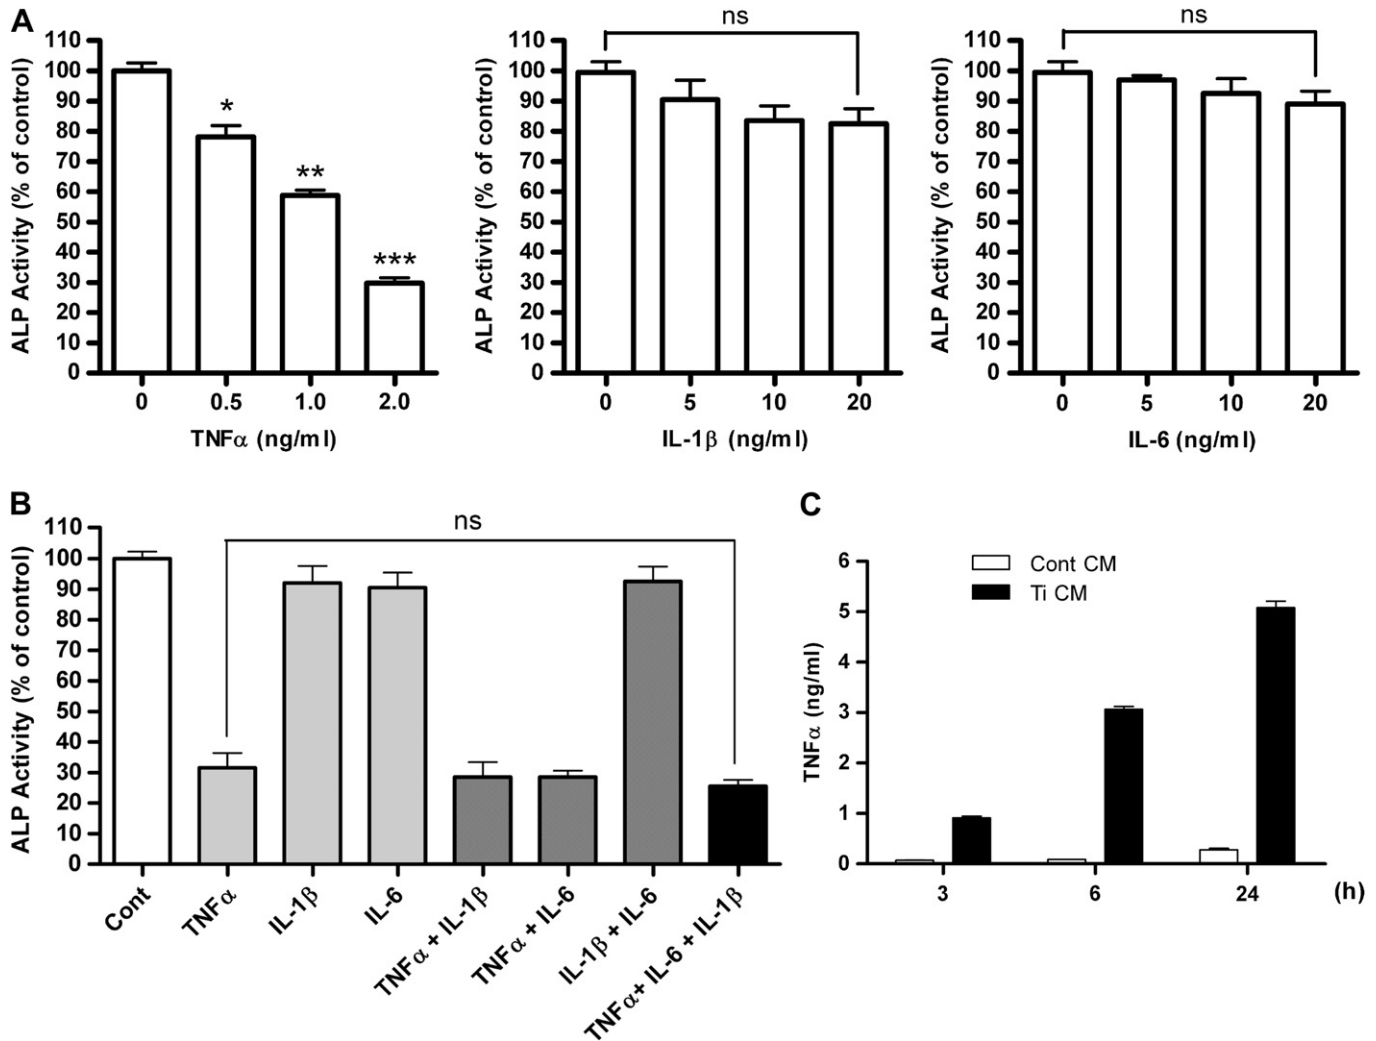 A
ALP Activity (% of control)
110
100
90
80
70
60
50
40
30
20
10
0
*
**
***
0 0.5 1.0 2.0
TNFα (ng/ml)
ns
ALP Activity (% of control)
110
100
90
80
70
60
50
40
30
20
10
0
0 5 10 20
IL-1β (ng/ml)
ns
ALP Activity (% of control)
110
100
90
80
70
60
50
40
30
20
10
0
0 5 10 20
IL-6 (ng/ml)
B
ALP Activity (% of control)
110
100
90
80
70
60
50
40
30
20
10
0
ns
Cont
TNFα
IL-1β
IL-6
TNFα + IL-1β
TNFα + IL-6
IL-1β + IL-6
TNFα+ IL-6 + IL-1β
C
TNFα (ng/ml)
6
5
4
3
2
1
0
Cont CM
Ti CM
3 6 24 (h)